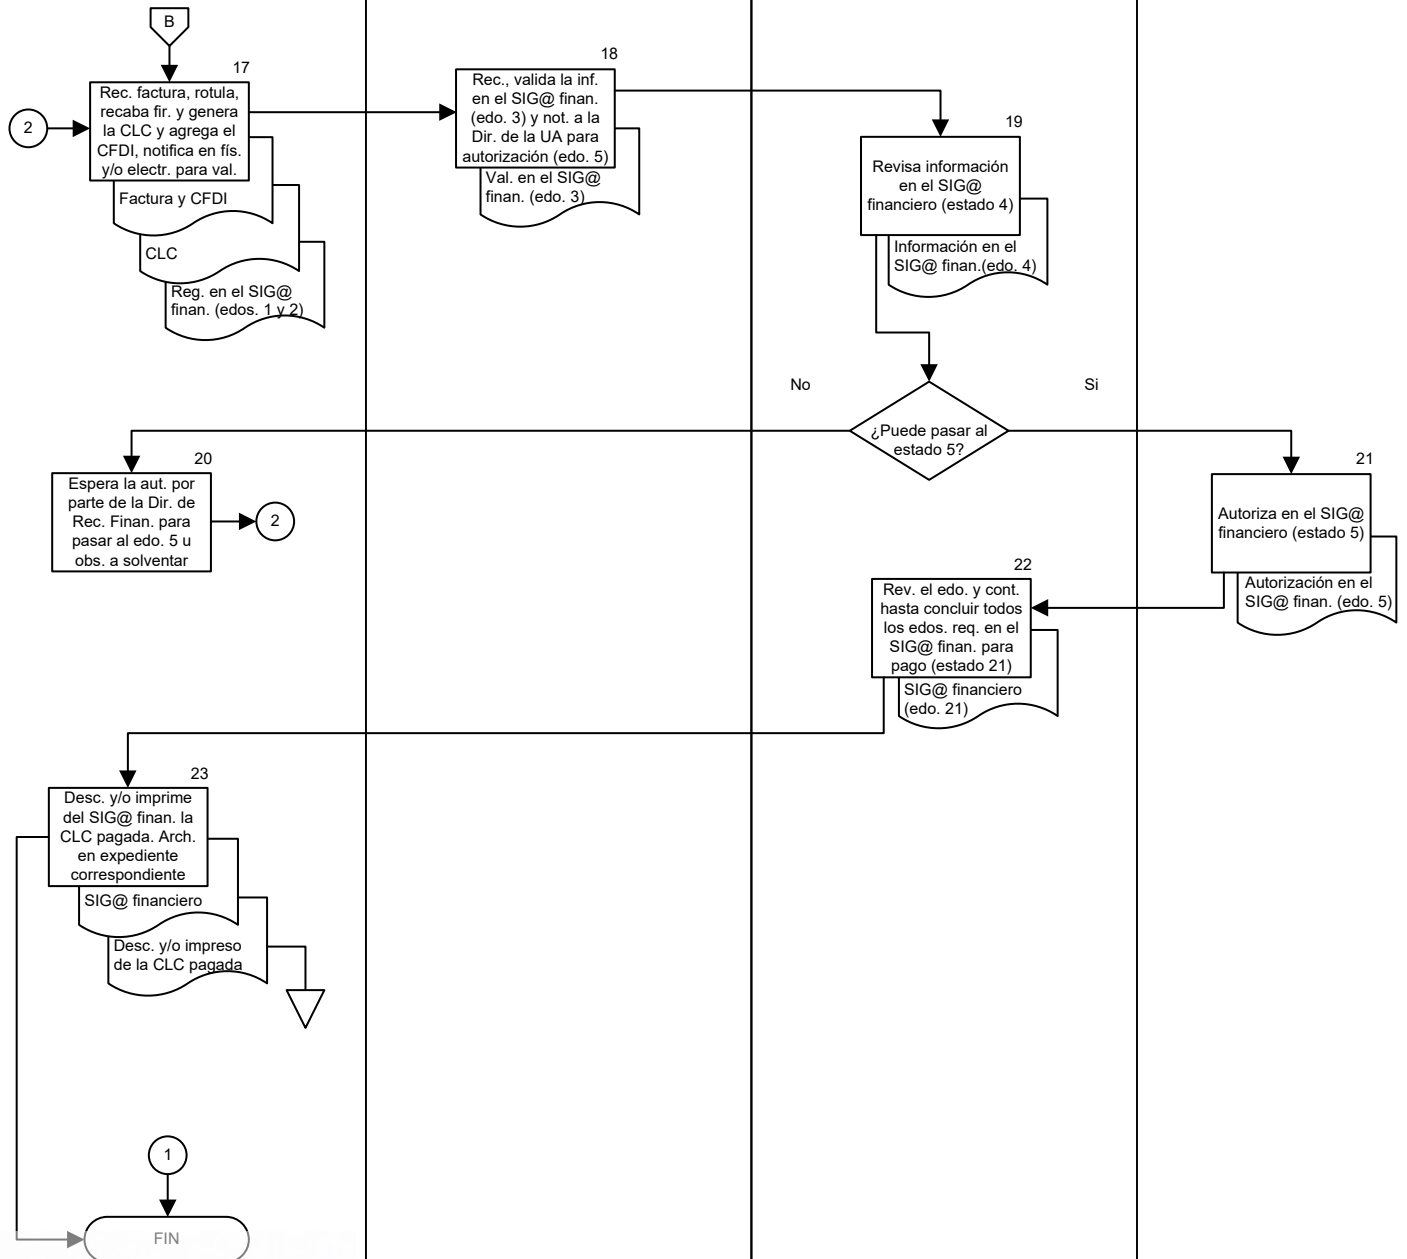 B
17
Rec. factura, rotula,
recaba fir. y genera
la CLC y agrega el
CFDI, notifica en fís.
y/o electr. para val.
2
Factura y CFDI
CLC
Reg. en el SIG@
finan. (edos. 1 y 2)
18
Rec., valida la inf.
en el SIG@ finan.
(edo. 3) y not. a la
Dir. de la UA para
autorización (edo. 5)
Val. en el SIG@
finan. (edo. 3)
19
Revisa información
en el SIG@
financiero (estado 4)
Información en el
SIG@ finan.(edo. 4)
No
Si
¿Puede pasar al
estado 5?
20
Espera la aut. por
parte de la Dir. de
Rec. Finan. para
pasar al edo. 5 u
obs. a solventar
2
21
Autoriza en el SIG@
financiero (estado 5)
Autorización en el
SIG@ finan. (edo. 5)
22
Rev. el edo. y cont.
hasta concluir todos
los edos. req. en el
SIG@ finan. para
pago (estado 21)
SIG@ financiero
(edo. 21)
23
Desc. y/o imprime
del SIG@ finan. la
CLC pagada. Arch.
en expediente
correspondiente
SIG@ financiero
Desc. y/o impreso
de la CLC pagada
1
FIN